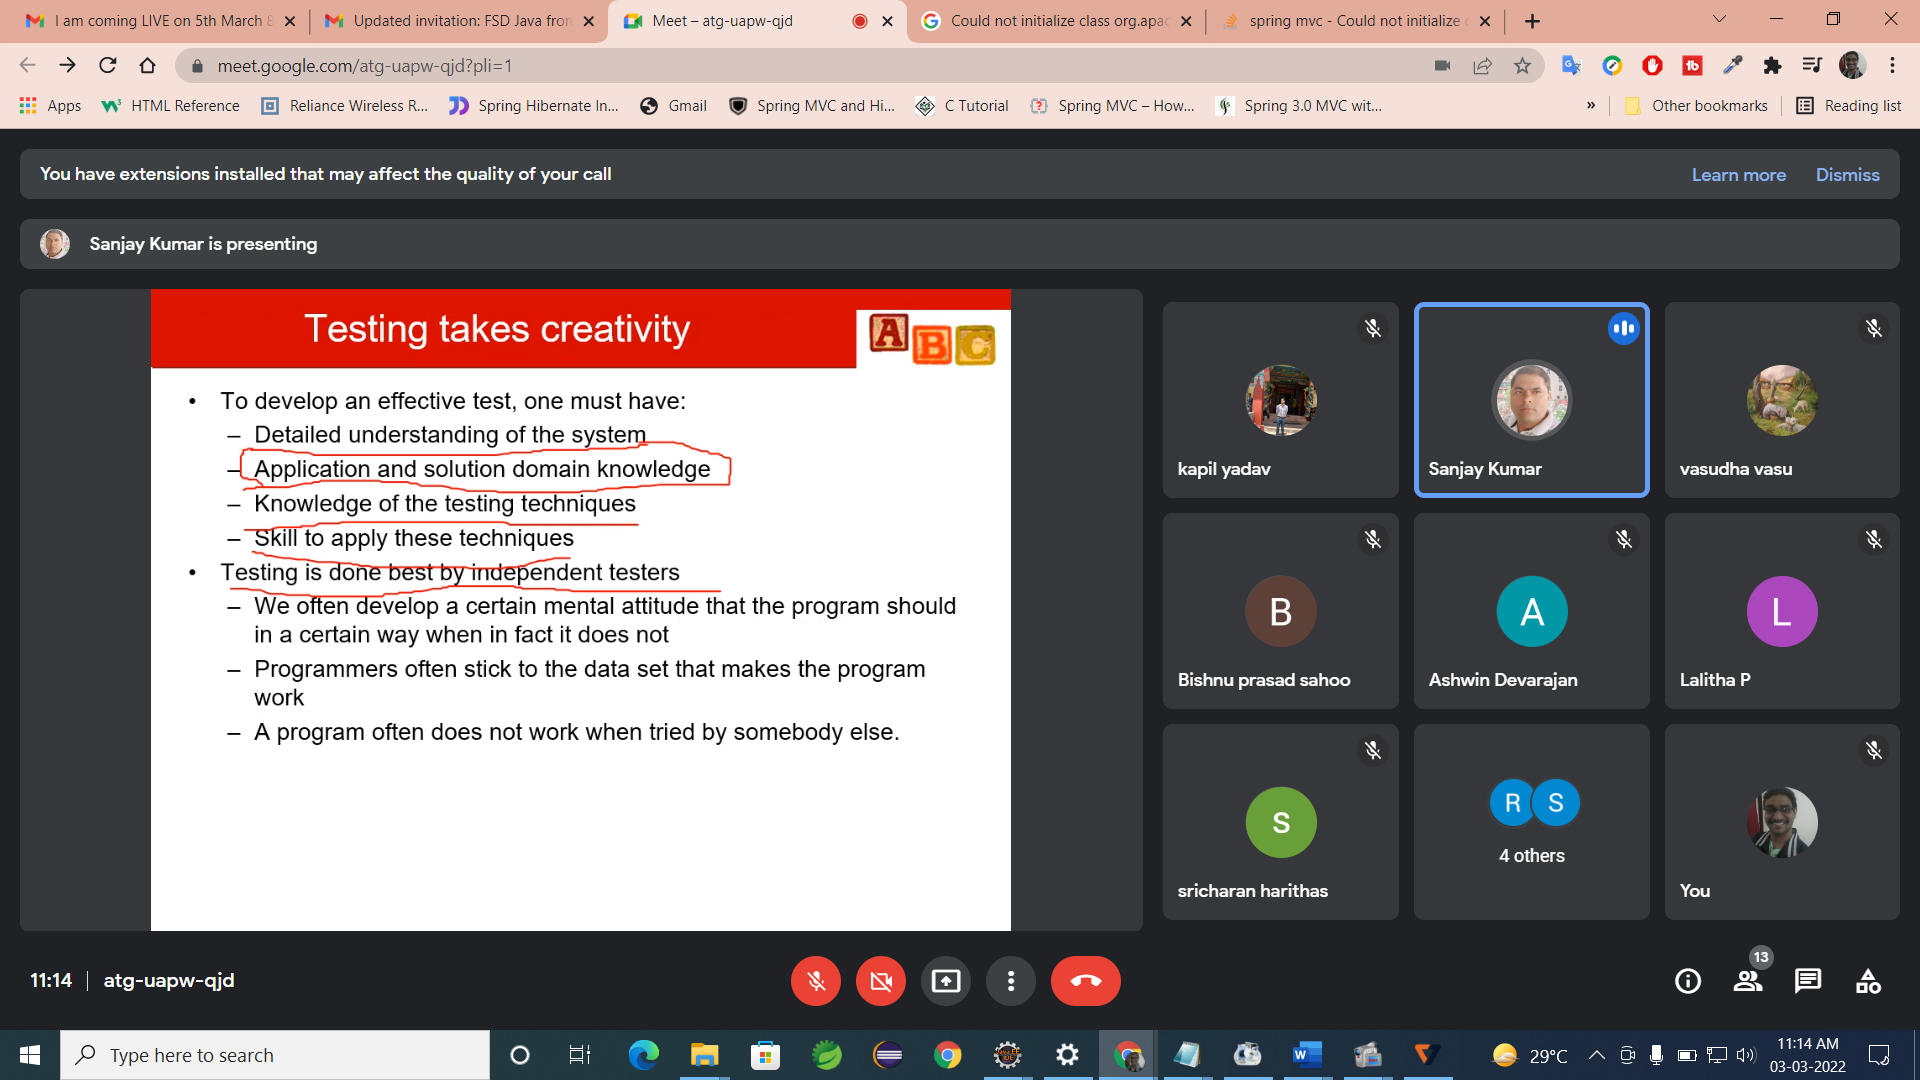 I am coming LIVE on 5th March 8
Updated invitation: FSD Java fron
Meet – atg-uapw-qjd
Could not initialize class org.apac
spring mvc - Could not initialize c
meet.google.com/atg-uapw-qjd?pli=1
Apps
HTML Reference
Reliance Wireless R...
Spring Hibernate In...
Gmail
Spring MVC and Hi...
C Tutorial
Spring MVC – How...
Spring 3.0 MVC wit...
»
Other bookmarks
Reading list
You have extensions installed that may affect the quality of your call
Learn more
Dismiss
Sanjay Kumar is presenting
Testing takes creativity
A B C
• To develop an effective test, one must have:
– Detailed understanding of the system
– Application and solution domain knowledge
– Knowledge of the testing techniques
– Skill to apply these techniques
• Testing is done best by independent testers
– We often develop a certain mental attitude that the program should
in a certain way when in fact it does not
– Programmers often stick to the data set that makes the program
work
– A program often does not work when tried by somebody else.
kapil yadav
Sanjay Kumar
vasudha vasu
B
Bishnu prasad sahoo
A
Ashwin Devarajan
L
Lalitha P
S
sricharan harithas
R S
4 others
You
11:14 | atg-uapw-qjd
13
Type here to search
29°C
11:14 AM
03-03-2022